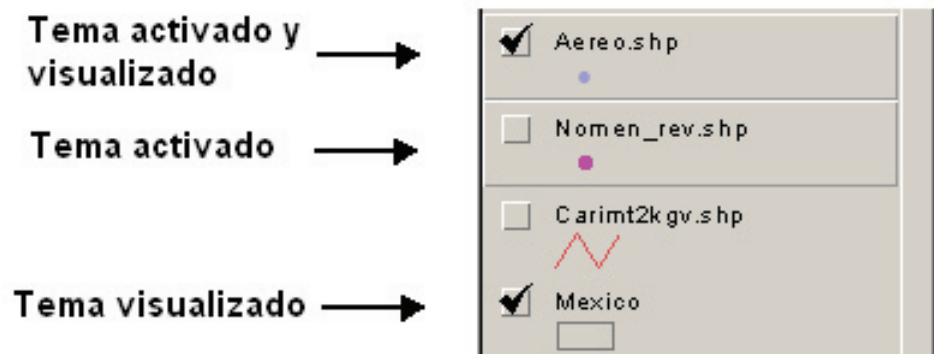 Tema activado y
visualizado
Aereo.shp
Tema activado
Nomen_rev.shp
Carimt2kgv.shp
Tema visualizado
Mexico